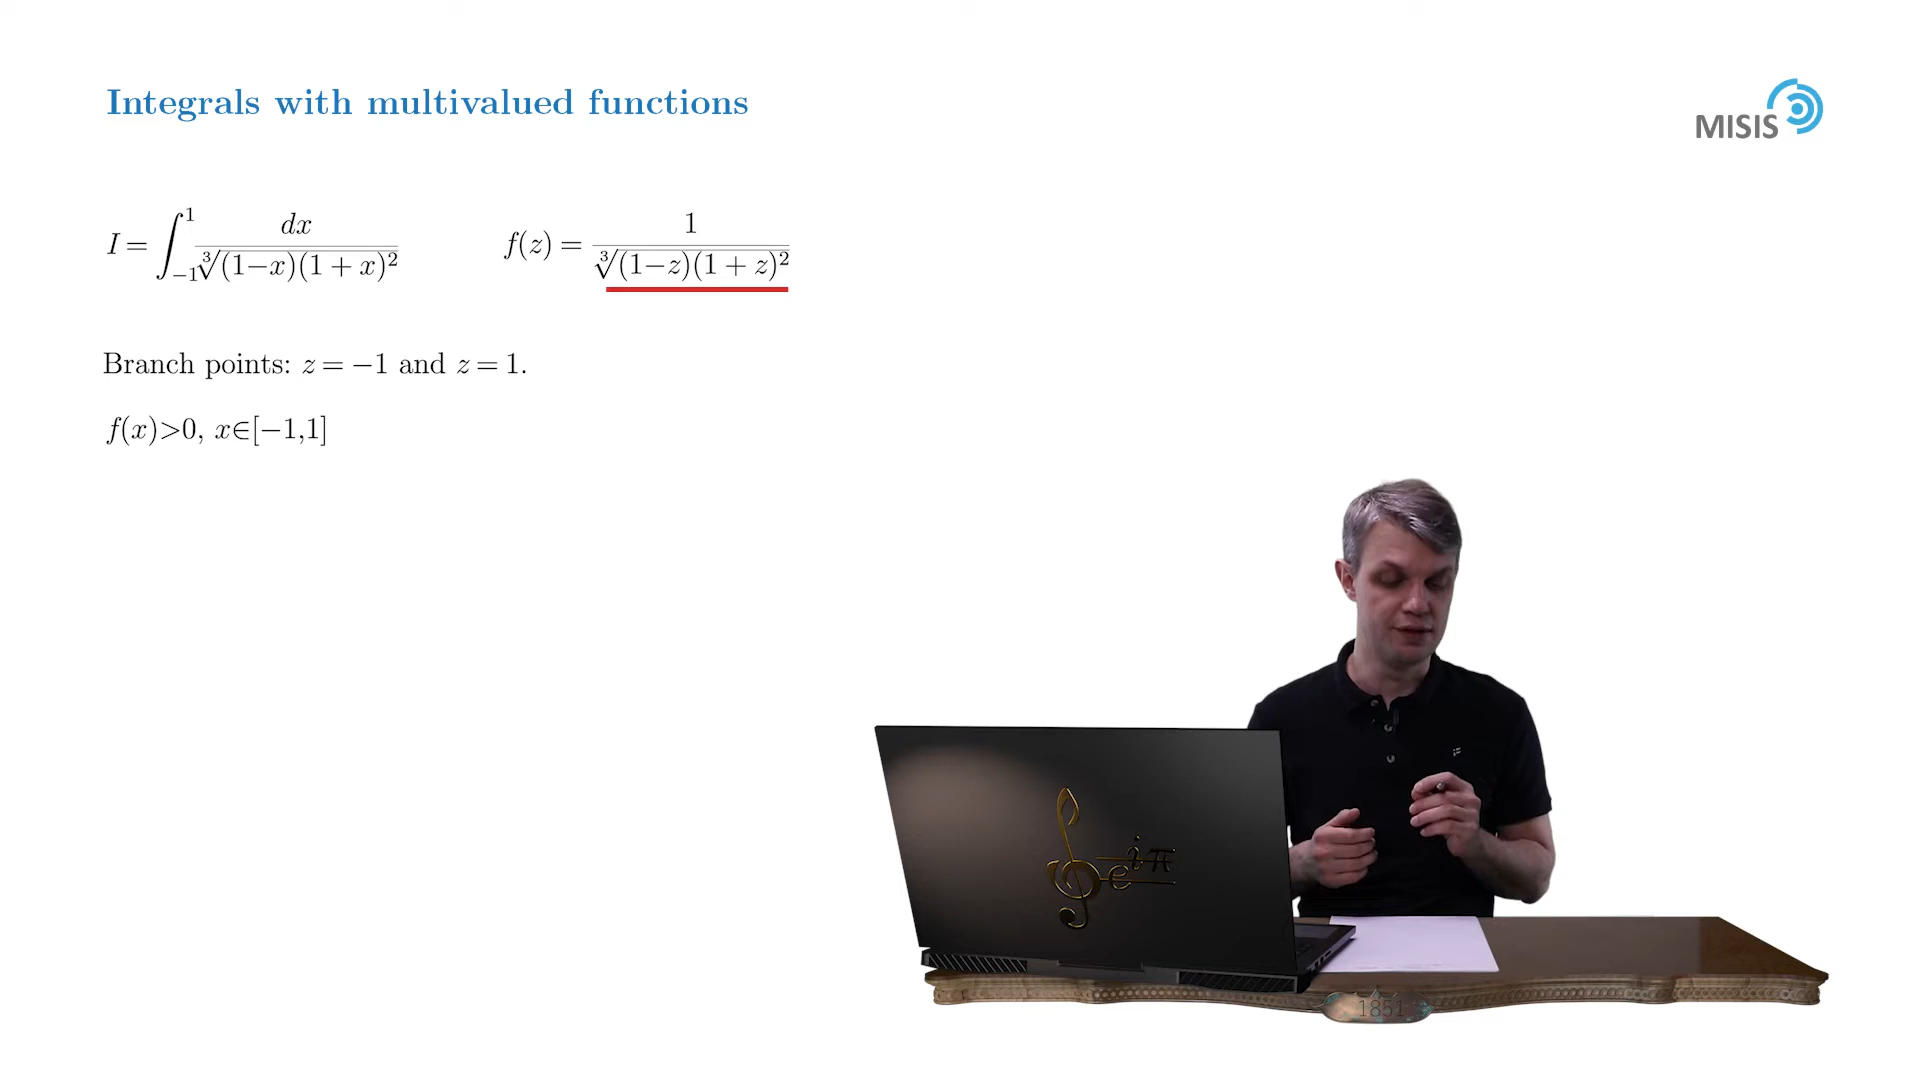 Integrals with multivalued functions
MISIS
I = ∫_{−1}^{1} dx / ∛((1−x)(1+x)²)    f(z) = 1 / ∛((1−z)(1+z)²)
Branch points: z = −1 and z = 1.
f(x)>0, x∈[−1,1]
e^{iπ}
1851